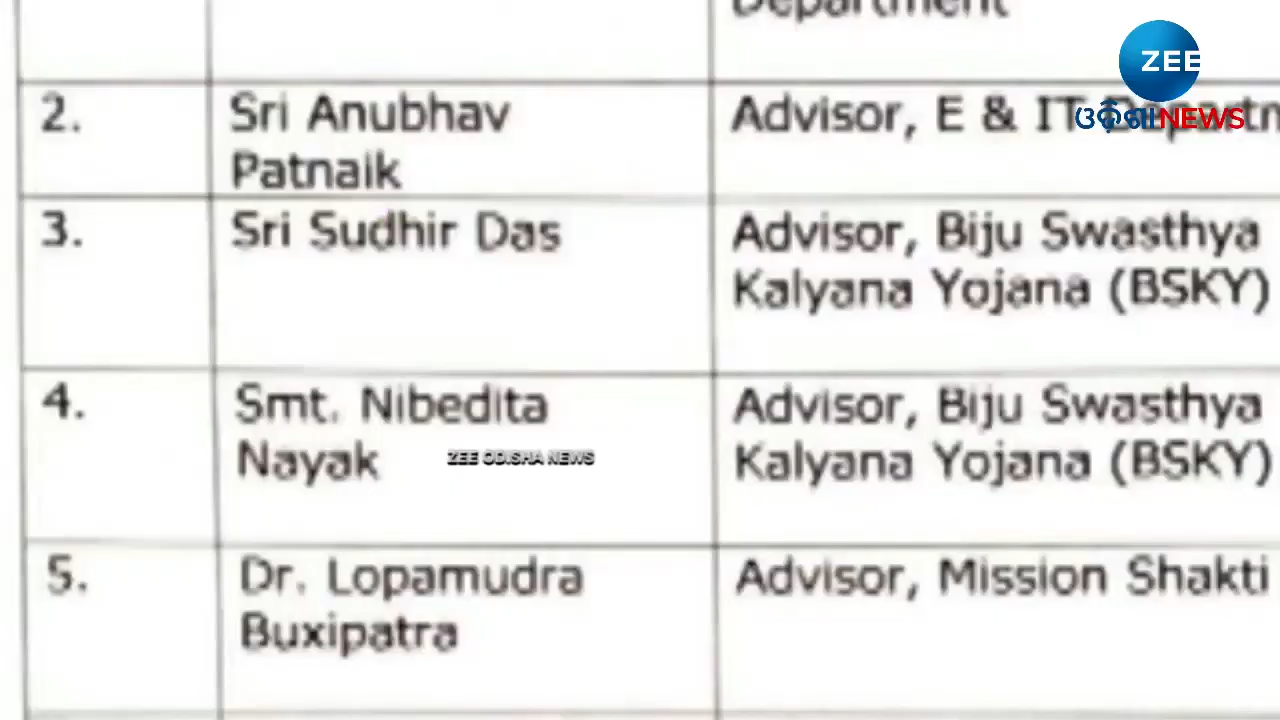 Department
ZEE
ଓଡ଼ିଶା NEWS
2.
Sri Anubhav
Patnaik
Advisor, E & IT
3.
Sri Sudhir Das
Advisor, Biju Swasthya
Kalyana Yojana (BSKY)
4.
Smt. Nibedita
Nayak
Advisor, Biju Swasthya
Kalyana Yojana (BSKY)
ZEE ODISHA NEWS
5.
Dr. Lopamudra
Buxipatra
Advisor, Mission Shakti